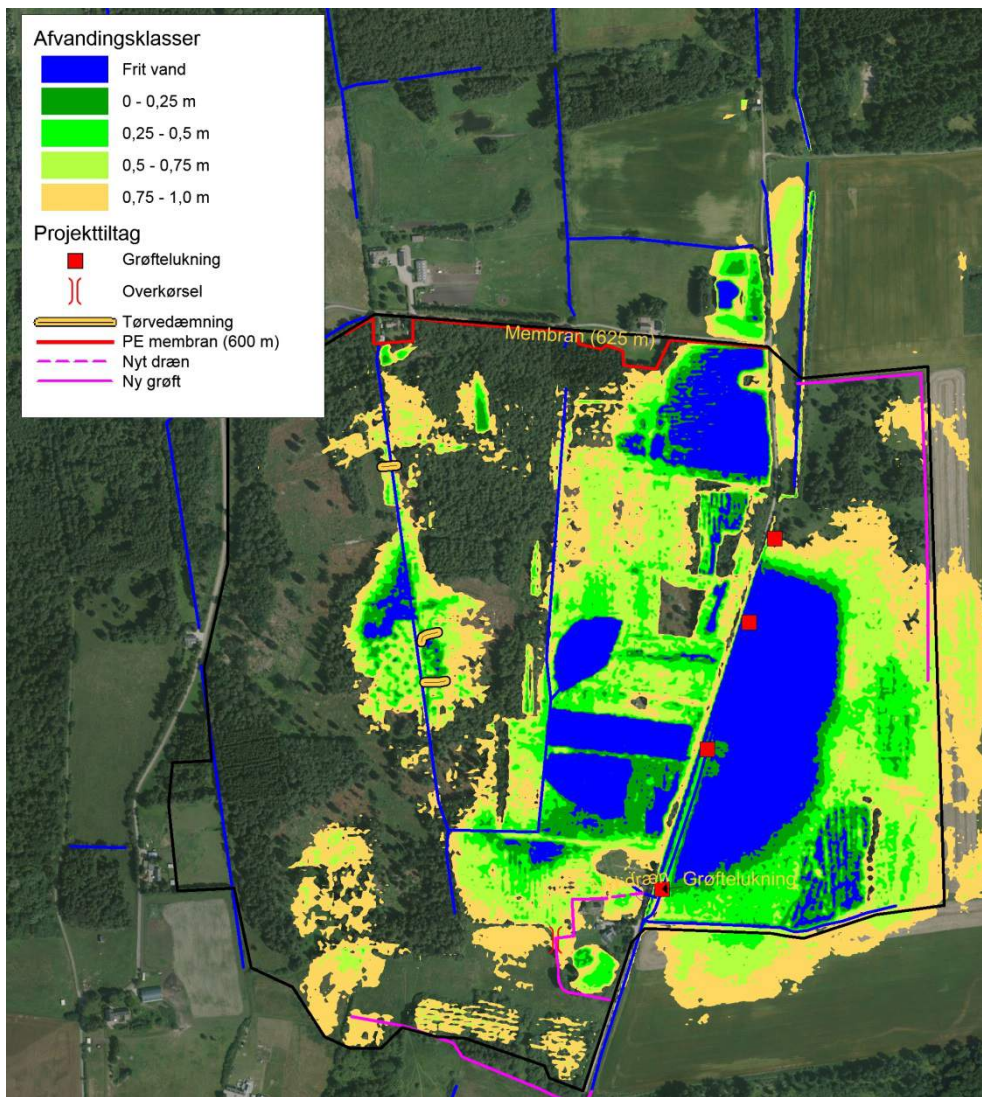 Afvandingsklasser
Frit vand
0 - 0,25 m
0,25 - 0,5 m
0,5 - 0,75 m
0,75 - 1,0 m
Projekttiltag
Grøftelukning
Overkørsel
Tørvedæmning
PE membran (600 m)
Nyt dræn
Ny grøft
Membran (625 m)
Grøftelukning